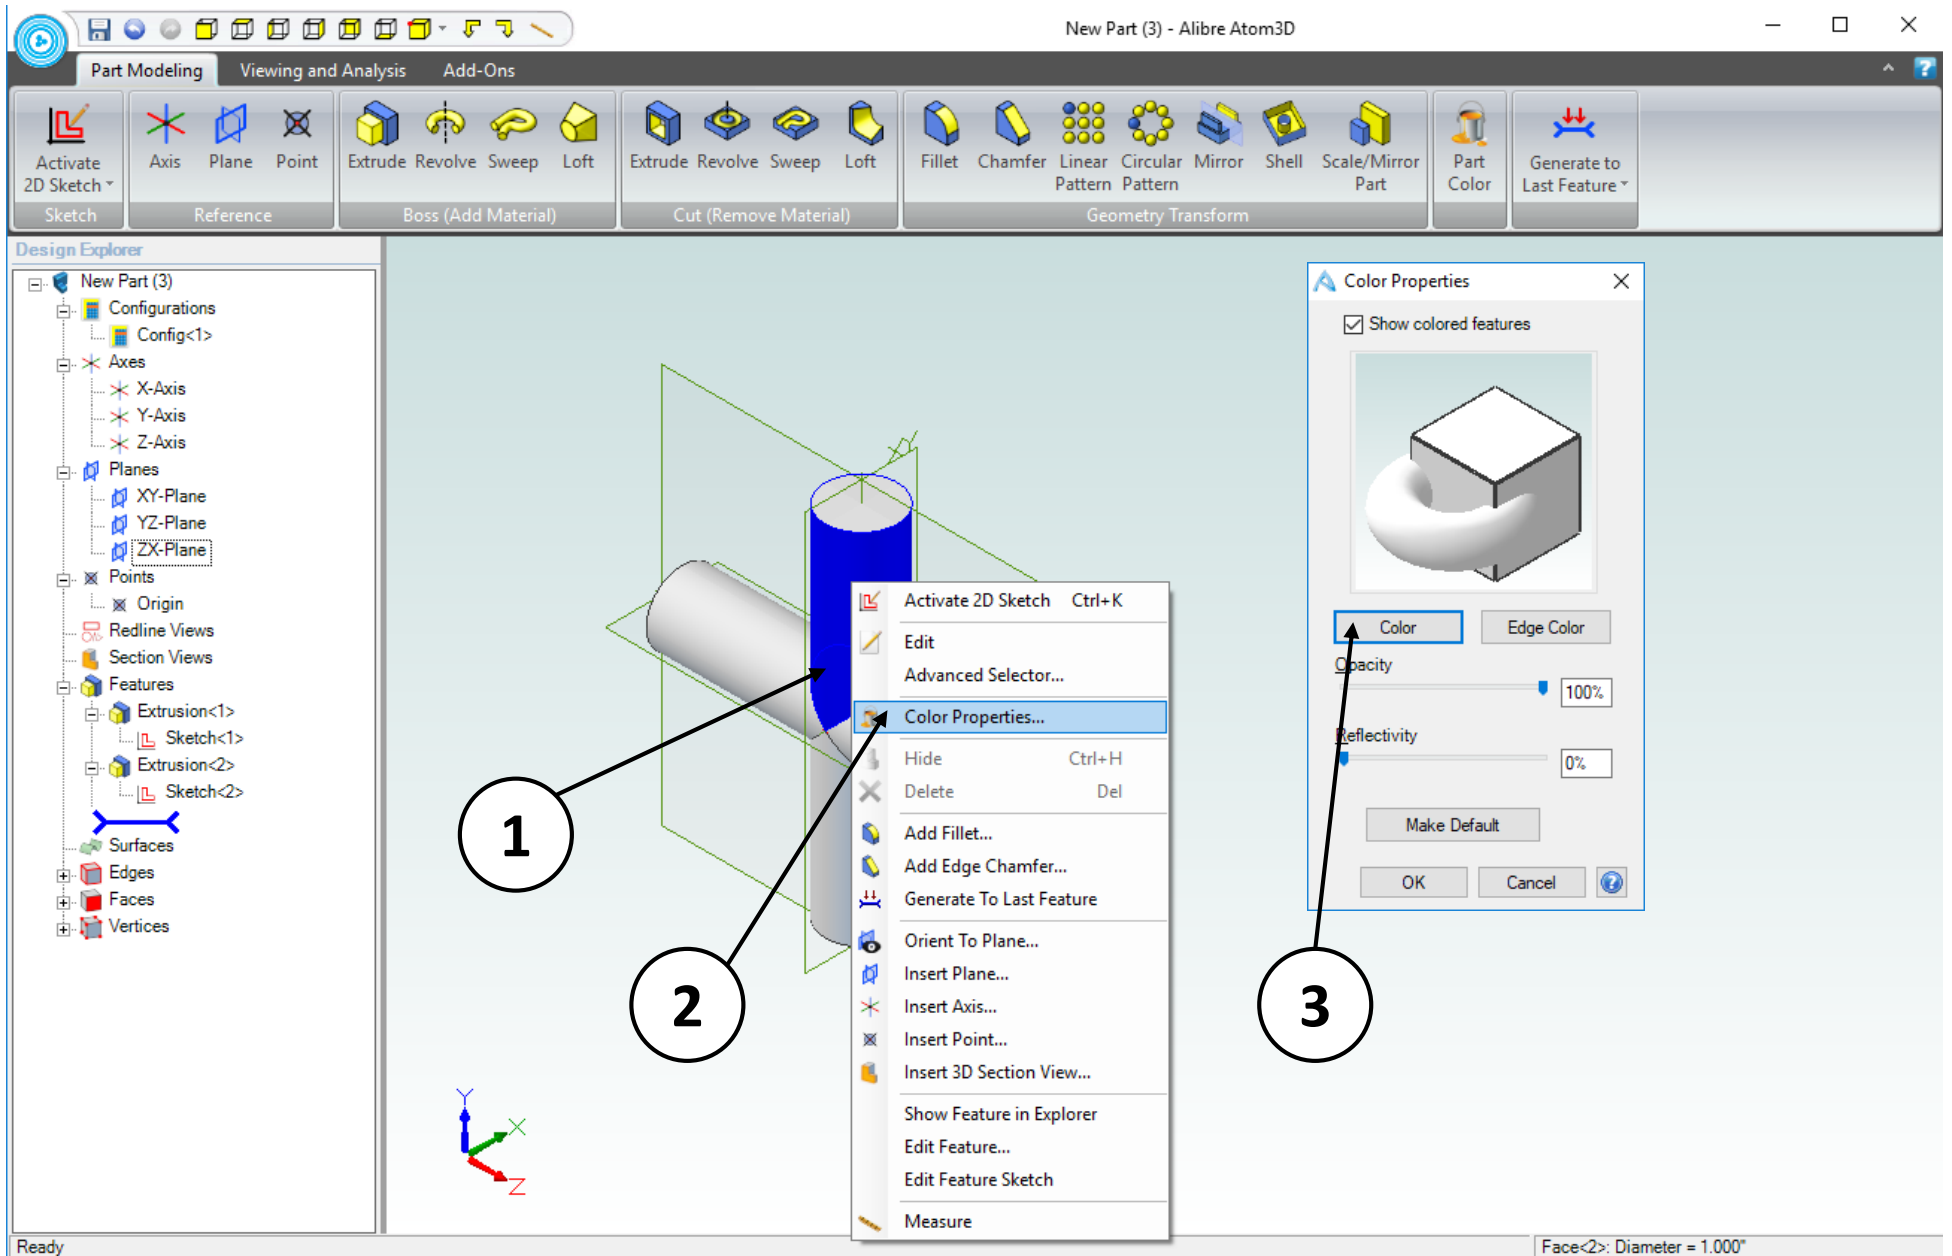 New Part (3) - Alibre Atom3D
Part Modeling
Viewing and Analysis
Add-Ons
Activate
2D Sketch
Axis
Plane
Point
Extrude
Revolve
Sweep
Loft
Extrude
Revolve
Sweep
Loft
Fillet
Chamfer
Linear
Pattern
Circular
Pattern
Mirror
Shell
Scale/Mirror
Part
Part
Color
Generate to
Last Feature
Sketch
Reference
Boss (Add Material)
Cut (Remove Material)
Geometry Transform
Design Explorer
New Part (3)
Configurations
Config<1>
Axes
X-Axis
Y-Axis
Z-Axis
Planes
XY-Plane
YZ-Plane
ZX-Plane
Points
Origin
Redline Views
Section Views
Features
Extrusion<1>
Sketch<1>
Extrusion<2>
Sketch<2>
Surfaces
Edges
Faces
Vertices
XY
1
2
3
Y
X
Z
Activate 2D Sketch Ctrl+K
Edit
Advanced Selector...
Color Properties...
Hide Ctrl+H
Delete Del
Add Fillet...
Add Edge Chamfer...
Generate To Last Feature
Orient To Plane...
Insert Plane...
Insert Axis...
Insert Point...
Insert 3D Section View...
Show Feature in Explorer
Edit Feature...
Edit Feature Sketch
Measure
Color Properties
Show colored features
Color
Edge Color
Opacity
100%
Reflectivity
0%
Make Default
OK
Cancel
Ready
Face<2>: Diameter = 1.000"